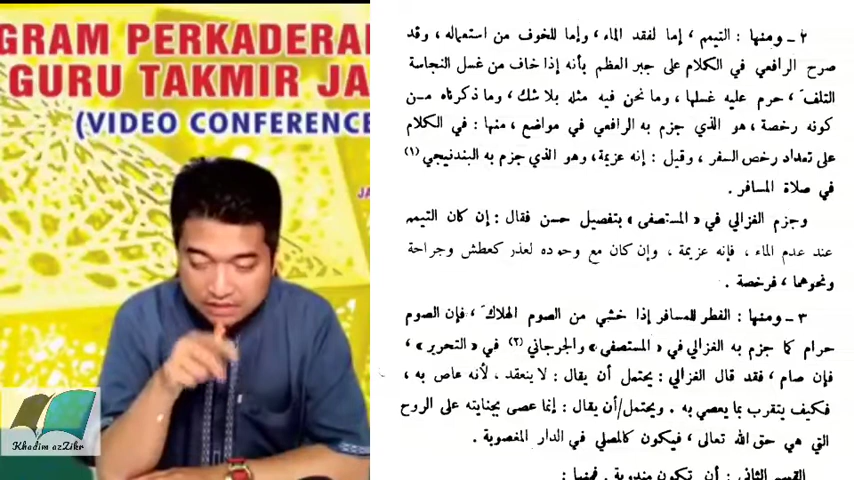 GRAM PERKADERAN
GURU TAKMIR JA
(VIDEO CONFERENCE
JA
Khadim azZikr
٢ ـ ومنها : التيمم ، إما لفقد الماء ، وإما للخوف من استعماله ، وقد
صرح الرافعي في الكلام على جبر العظم بأنه إذا خاف من غسل النجاسة
التلف ، حرم عليه غسلها ، وما نحن فيه مثله بلا شك ، وما ذكرناه من
كونه رخصة ، هو الذي جزم به الرافعي في مواضع ، منها : في الكلام
على تعداد رخص السفر ، وقيل : إنه عزيمة ، وهو الذي جزم به البندنيجي (١)
في صلاة المسافر .
وجزم الغزالي في « المستصفى » بتفصيل حسن فقال : إن كان التيمم
عند عدم الماء ، فإنه عزيمة ، وإن كان مع وجوده لعذر كعطش وجراحة
ونحوهما ، فرخصة .
٣ ـ ومنها : الفطر للمسافر إذا خشي من الصوم الهلاك ، فإن الصوم
حرام كما جزم به الغزالي في « المستصفى » والجرجاني (٢) في « التحرير » ،
فإن صام ، فقد قال الغزالي : يحتمل أن يقال : لا ينعقد ، لأنه عاص به ،
فكيف يتقرب بما يعصي به . ويحتمل/أن يقال : إنما عصى بجنايته على الروح
التي هي حق الله تعالى ، فيكون كالمصلي في الدار المغصوبة .
القسم الثاني : أن تكون مندوبة . فمنها :